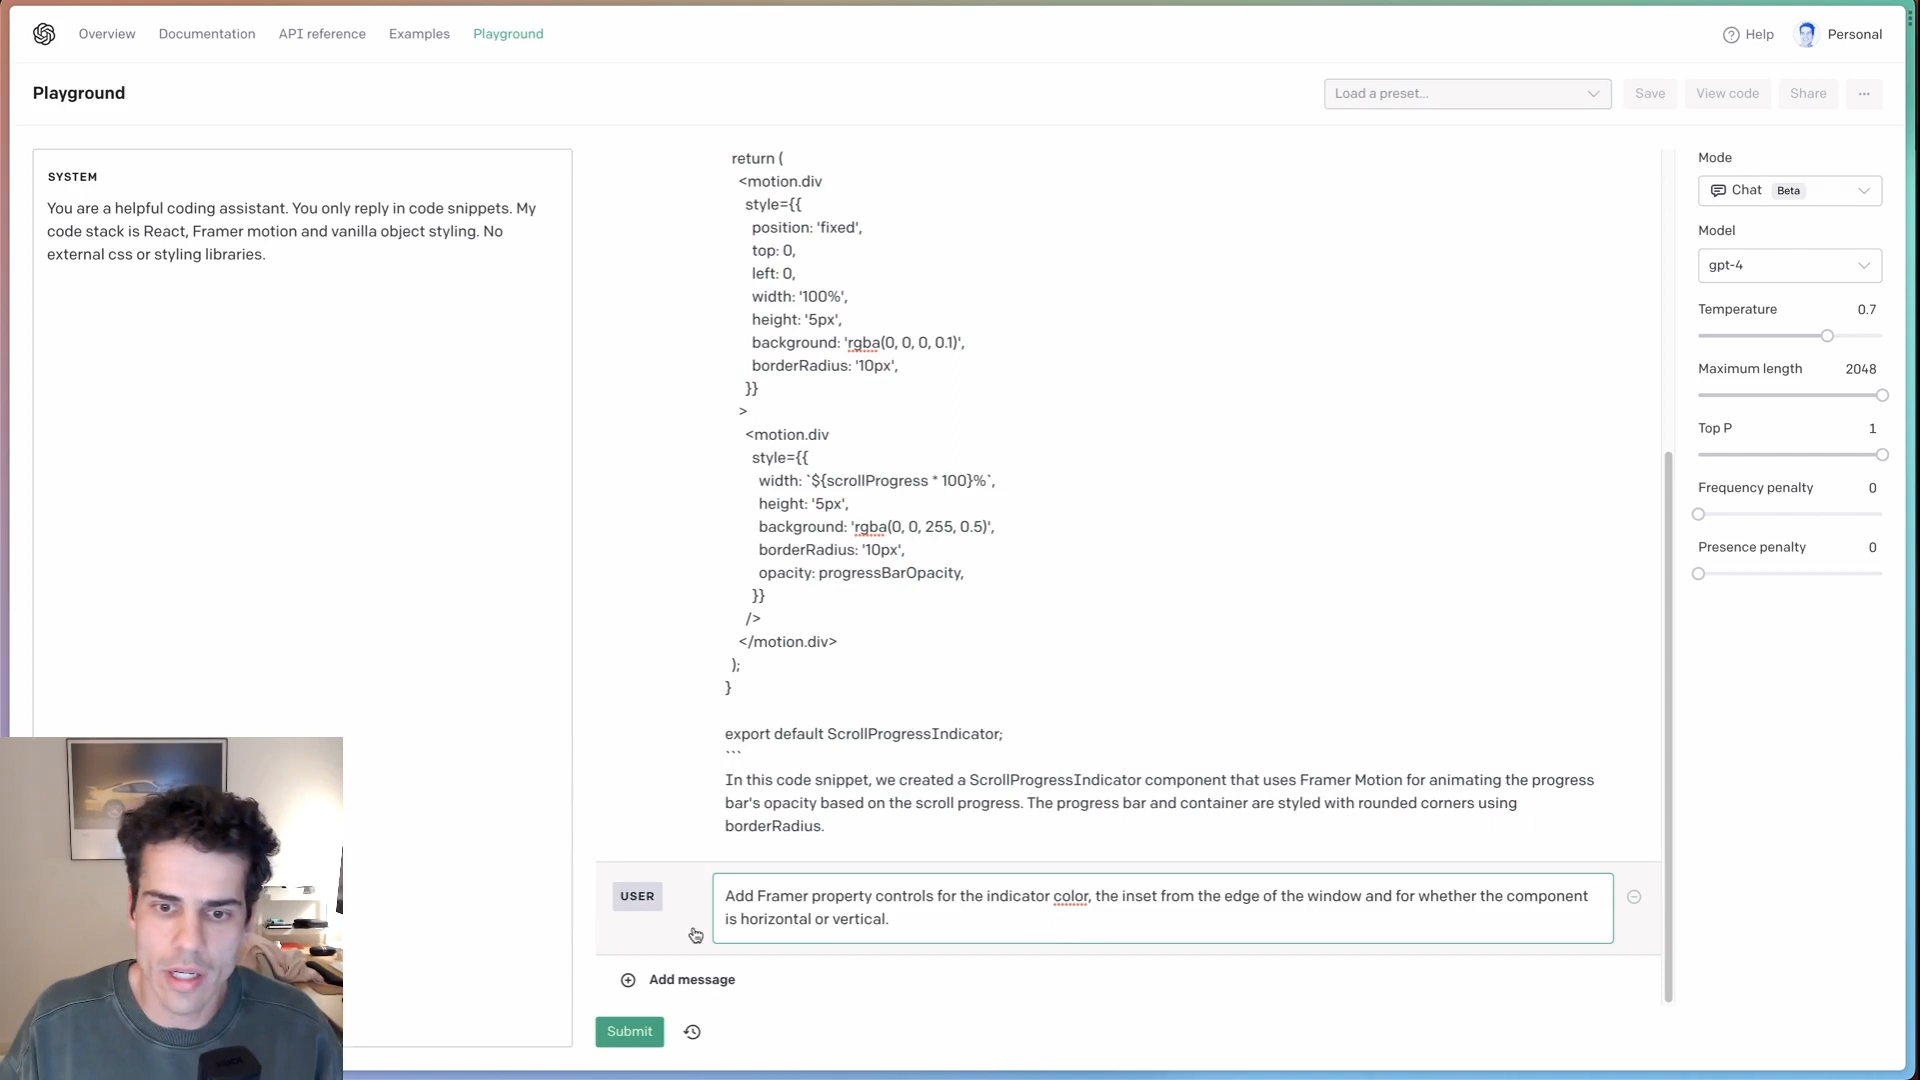 Overview Documentation API reference Examples Playground
Help Personal
Playground
Load a preset... Save View code Share ...
SYSTEM
You are a helpful coding assistant. You only reply in code snippets. My
code stack is React, Framer motion and vanilla object styling. No
external css or styling libraries.
return (
<motion.div
style={{
position: 'fixed',
top: 0,
left: 0,
width: '100%',
height: '5px',
background: 'rgba(0, 0, 0, 0.1)',
borderRadius: '10px',
}}
>
<motion.div
style={{
width: `${scrollProgress * 100}%`,
height: '5px',
background: 'rgba(0, 0, 255, 0.5)',
borderRadius: '10px',
opacity: progressBarOpacity,
}}
/>
</motion.div>
);
}
export default ScrollProgressIndicator;
```
In this code snippet, we created a ScrollProgressIndicator component that uses Framer Motion for animating the progress
bar's opacity based on the scroll progress. The progress bar and container are styled with rounded corners using
borderRadius.
USER
Add Framer property controls for the indicator color, the inset from the edge of the window and for whether the component
is horizontal or vertical.
Add message
Submit
Mode
Chat Beta
Model
gpt-4
Temperature 0.7
Maximum length 2048
Top P 1
Frequency penalty 0
Presence penalty 0